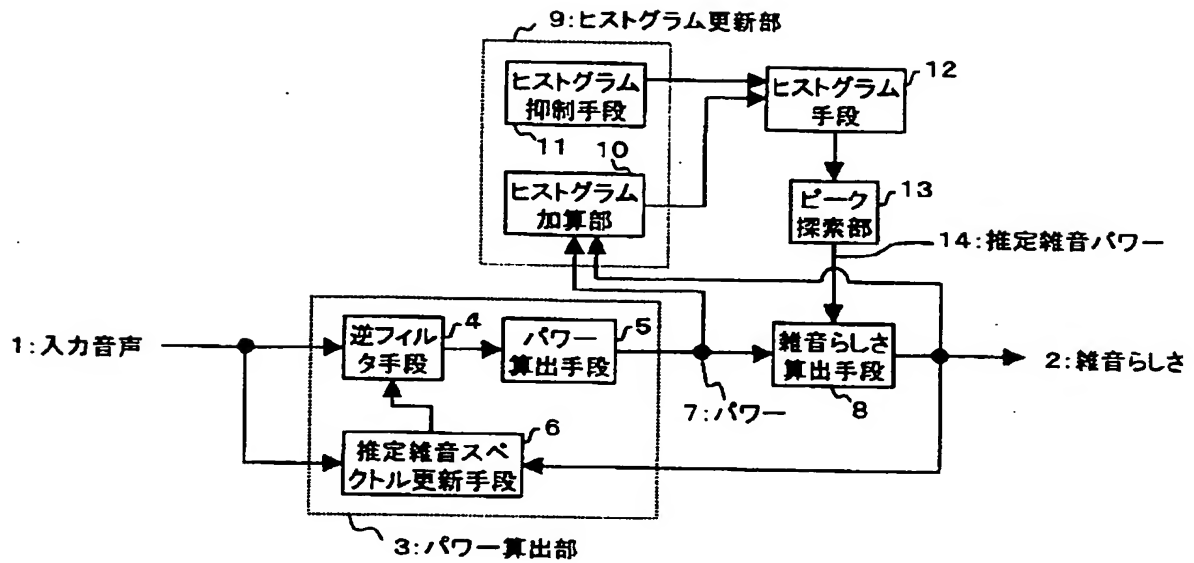 9:ヒストグラム更新部
ヒストグラム
抑制手段
11
10
ヒストグラム
加算部
12
ヒストグラム
手段
ピーク
探索部
13
14:推定雑音パワー
1:入力音声
逆フィル
タ手段
4
パワー
算出手段
5
7:パワー
雑音らしさ
算出手段
8
2:雑音らしさ
6
推定雑音スペ
クトル更新手段
3:パワー算出部